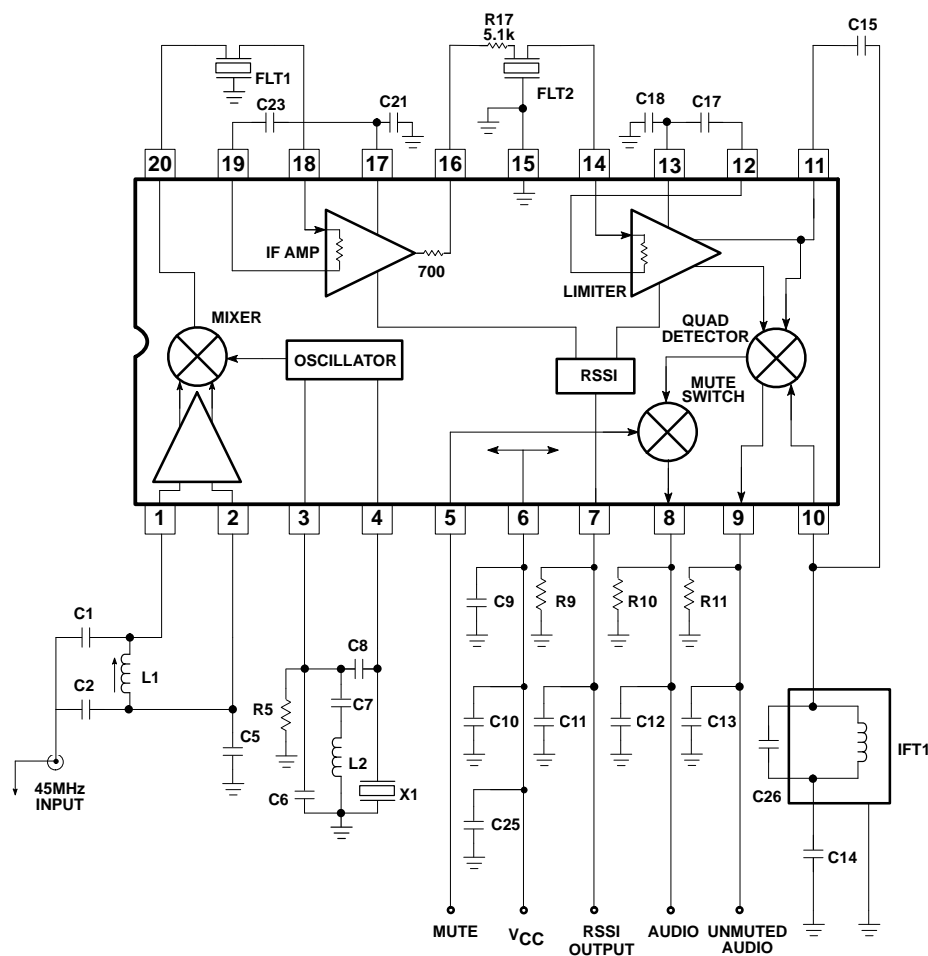 R17
5.1k
C15
FLT1
FLT2
C23
C21
C18
C17
20
19
18
17
16
15
14
13
12
11
IF AMP
700
LIMITER
MIXER
OSCILLATOR
RSSI
QUAD
DETECTOR
MUTE
SWITCH
1
2
3
4
5
6
7
8
9
10
C1
C2
L1
C5
45MHz
INPUT
R5
C6
C7
C8
L2
X1
C9
R9
R10
R11
C10
C11
C12
C13
C25
IFT1
C26
C14
MUTE
VCC
RSSI
OUTPUT
AUDIO
UNMUTED
AUDIO